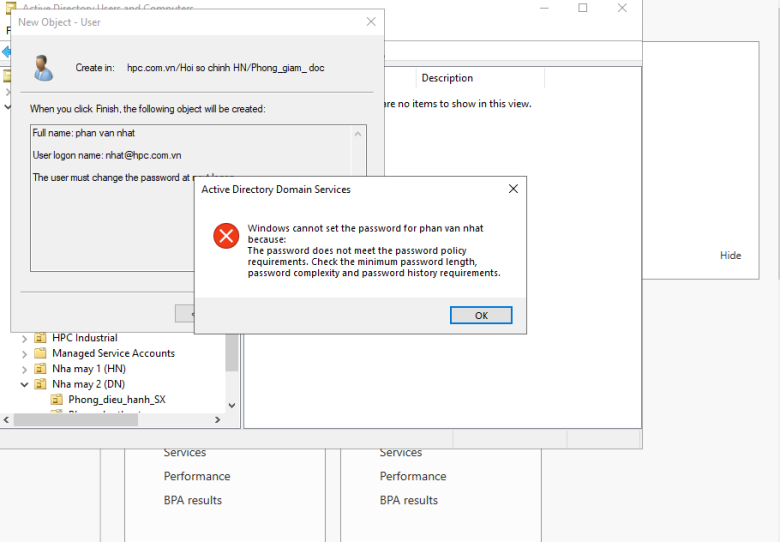 Active Directory Users and Computers
New Object - User
Create in: hpc.com.vn/Hoi so chinh HN/Phong_giam_ doc
Description
When you click Finish, the following object will be created:
are no items to show in this view.
Full name: phan van nhat
User logon name: nhat@hpc.com.vn
The user must change the password at
Active Directory Domain Services
Windows cannot set the password for phan van nhat
because:
The password does not meet the password policy
requirements. Check the minimum password length,
password complexity and password history requirements.
OK
Hide
HPC Industrial
Managed Service Accounts
Nha may 1 (HN)
Nha may 2 (DN)
Phong_dieu_hanh_SX
Services
Performance
BPA results
Services
Performance
BPA results